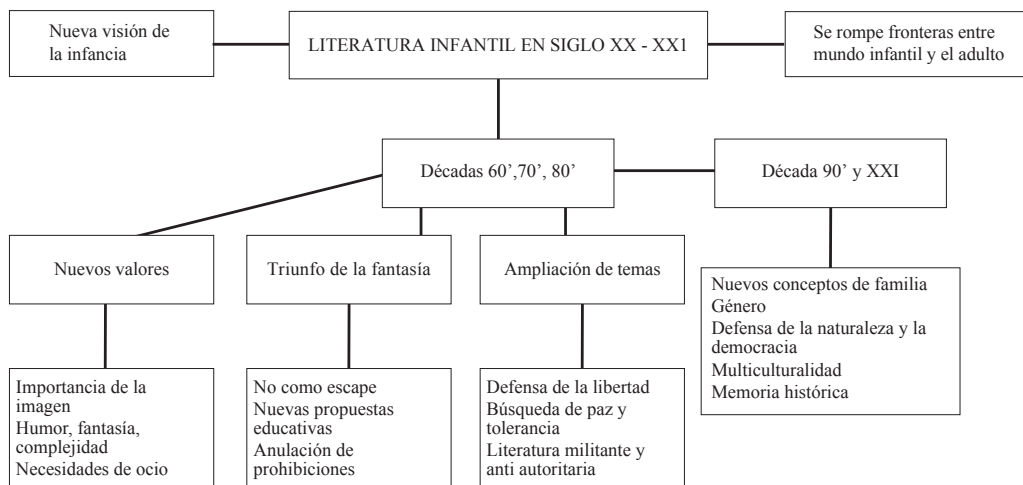 Nueva visión de
la infancia
LITERATURA INFANTIL EN SIGLO XX - XX1
Se rompe fronteras entre
mundo infantil y el adulto
Décadas 60’,70’, 80’
Década 90’ y XXI
Nuevos valores
Triunfo de la fantasía
Ampliación de temas
Nuevos conceptos de familia
Género
Defensa de la naturaleza y la
democracia
Multiculturalidad
Memoria histórica
Importancia de la
imagen
Humor, fantasía,
complejidad
Necesidades de ocio
No como escape
Nuevas propuestas
educativas
Anulación de
prohibiciones
Defensa de la libertad
Búsqueda de paz y
tolerancia
Literatura militante y
anti autoritaria